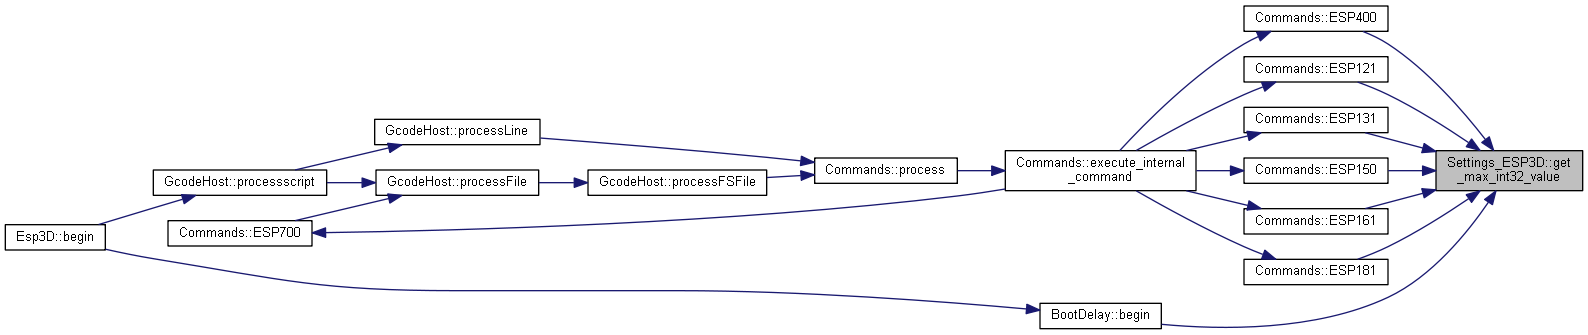 Commands::ESP400
Commands::ESP121
Commands::ESP131
GcodeHost::processLine
Commands::execute_internal
_command
Settings_ESP3D::get
_max_int32_value
Commands::process
Commands::ESP150
GcodeHost::processscript
GcodeHost::processFile
GcodeHost::processFSFile
Commands::ESP161
Commands::ESP700
Esp3D::begin
Commands::ESP181
BootDelay::begin